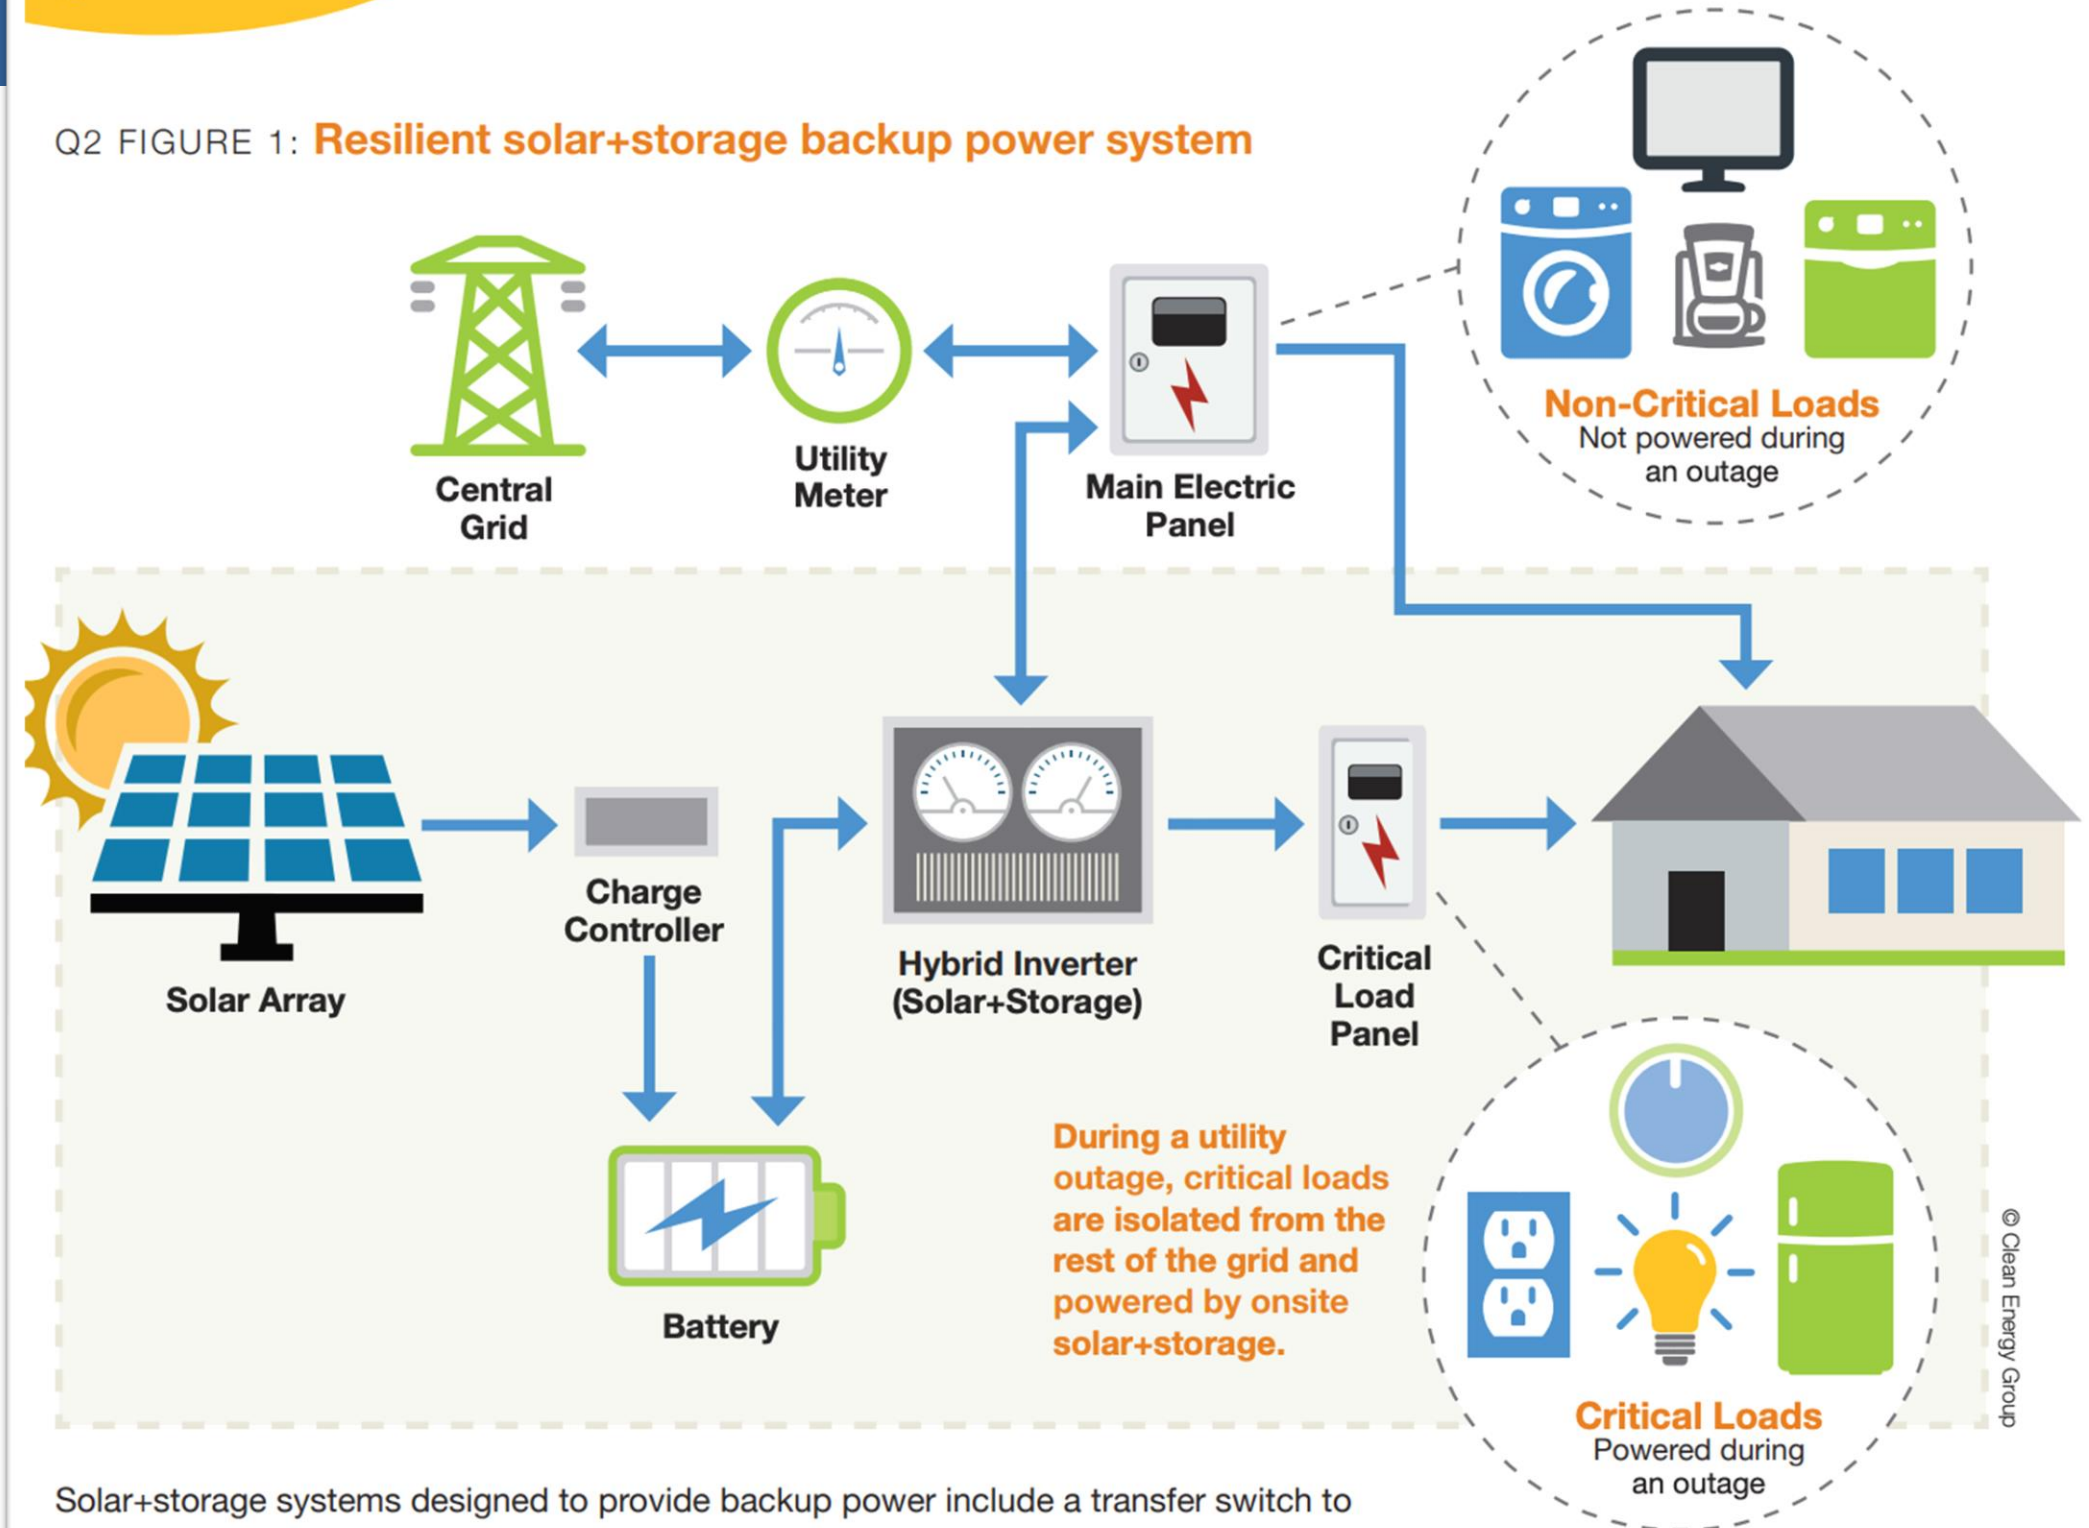 Q2 FIGURE 1: Resilient solar+storage backup power system
Central
Grid
Utility
Meter
Main Electric
Panel
Non-Critical Loads
Not powered during
an outage
Solar Array
Charge
Controller
Hybrid Inverter
(Solar+Storage)
Critical
Load
Panel
Battery
During a utility
outage, critical loads
are isolated from the
rest of the grid and
powered by onsite
solar+storage.
Critical Loads
Powered during
an outage
© Clean Energy Group
Solar+storage systems designed to provide backup power include a transfer switch to